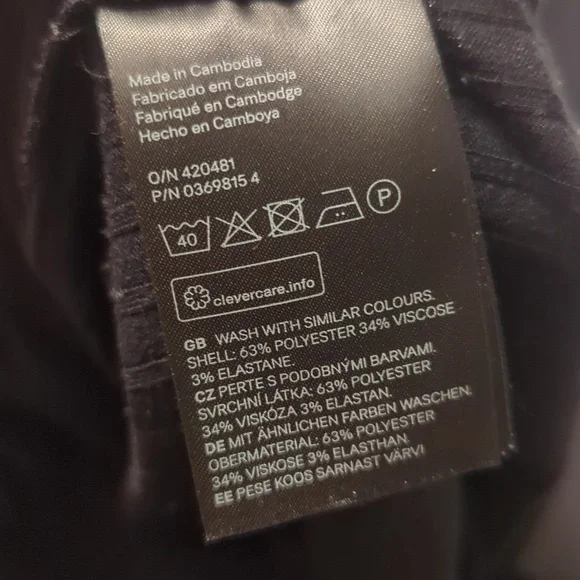 Made in Cambodia
Fabricado em Camboja
Fabriqué en Cambodge
Hecho en Camboya
O/N 420481
P/N 0369815 4
40 P
clevercare.info
GB WASH WITH SIMILAR COLOURS.
SHELL: 63% POLYESTER 34% VISCOSE
3% ELASTANE.
CZ PERTE S PODOBNÝMI BARVAMI.
SVRCHNÍ LÁTKA: 63% POLYESTER
34% VISKÓZA 3% ELASTAN.
DE MIT ÄHNLICHEN FARBEN WASCHEN.
OBERMATERIAL: 63% POLYESTER
34% VISKOSE 3% ELASTHAN.
EE PESE KOOS SARNAST VÄRVI